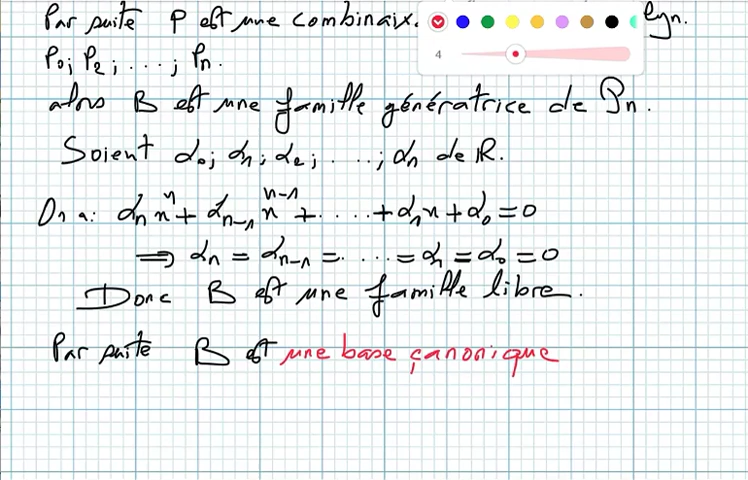 Par suite P est une combinaix. lyn.
P₀; P₂; ....; Pₙ.
alors B est une famille génératrice de Pₙ.
Soient α₀; α₁; α₂; ....; αₙ de ℝ.
On a: αₙxⁿ + αₙ₋₁xⁿ⁻¹ + ..... + α₁x + α₀ = 0
⟹ αₙ = αₙ₋₁ = ..... = α₁ = α₀ = 0
Donc B est une famille libre.
Par suite B est une base canonique
4